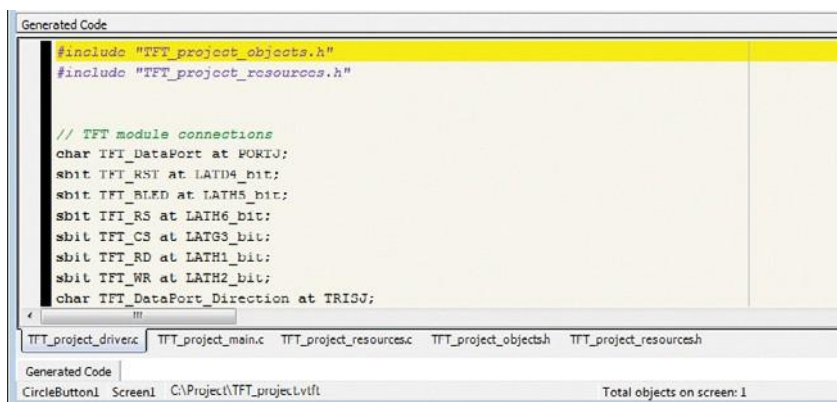 Generated Code
#include "TFT_project_objects.h"
#include "TFT_project_resources.h"
// TFT module connections
char TFT_DataPort at PORTJ;
sbit TFT_RST at LATD4_bit;
sbit TFT_BLED at LATH5_bit;
sbit TFT_RS at LATH6_bit;
sbit TFT_CS at LATG3_bit;
sbit TFT_RD at LATH1_bit;
sbit TFT_WR at LATH2_bit;
char TFT_DataPort_Direction at TRISJ;
TFT_project_driver.c TFT_project_main.c TFT_project_resources.c TFT_project_objects.h TFT_project_resources.h
Generated Code
CircleButton1 Screen1 C:\Project\TFT_project.vtft Total objects on screen: 1